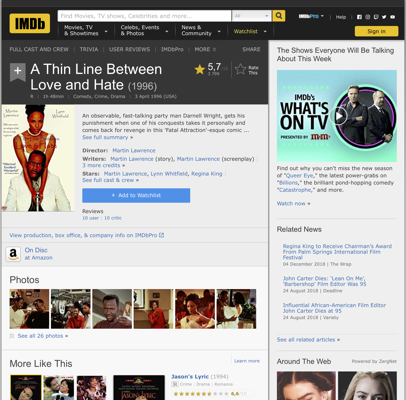 IMDb
Find Movies, TV shows, Celebrities and more...
All
IMDbPro
Help
Movies, TV & Showtimes
Celebs, Events & Photos
News & Community
Watchlist
Sign in
FULL CAST AND CREW | TRIVIA | USER REVIEWS | IMDbPro | MORE
SHARE
A Thin Line Between
Love and Hate (1996)
5,7
Rate This
1h 48min | Comedy, Crime, Drama | 3 April 1996 (USA)
An observable, fast-talking party man Darnell Wright, gets his
punishment when one of his conquests takes it personally and
comes back for revenge in this 'Fatal Attraction'-esque comic ...
See full summary »
Director: Martin Lawrence
Writers: Martin Lawrence (story), Martin Lawrence (screenplay) |
3 more credits »
Stars: Martin Lawrence, Lynn Whitfield, Regina King |
See full cast & crew »
+ Add to Watchlist
Reviews
10 user | 10 critic
View production, box office, & company info on IMDbPro
On Disc
at Amazon
Photos
See all 26 photos »
More Like This
Learn more
Jason's Lyric (1994)
R Crime | Drama | Romance
6,6
The Shows Everyone Will Be Talking
About This Week
IMDb's
WHAT'S
ON TV
PRESENTED BY
Find out why you can't miss the new season
of "Queer Eye," the latest power-grabs on
"Billions," the brilliant pond-hopping comedy
"Catastrophe," and more.
Watch now »
Related News
Regina King to Receive Chairman's Award
From Palm Springs International Film
Festival
04 December 2018 | The Wrap
John Carter Dies: 'Lean On Me',
'Barbershop' Film Editor Was 95
24 August 2018 | Deadline
Influential African-American Film Editor
John Carter Dies at 95
24 August 2018 | Variety
See all related articles »
Around The Web
Powered by ZergNet